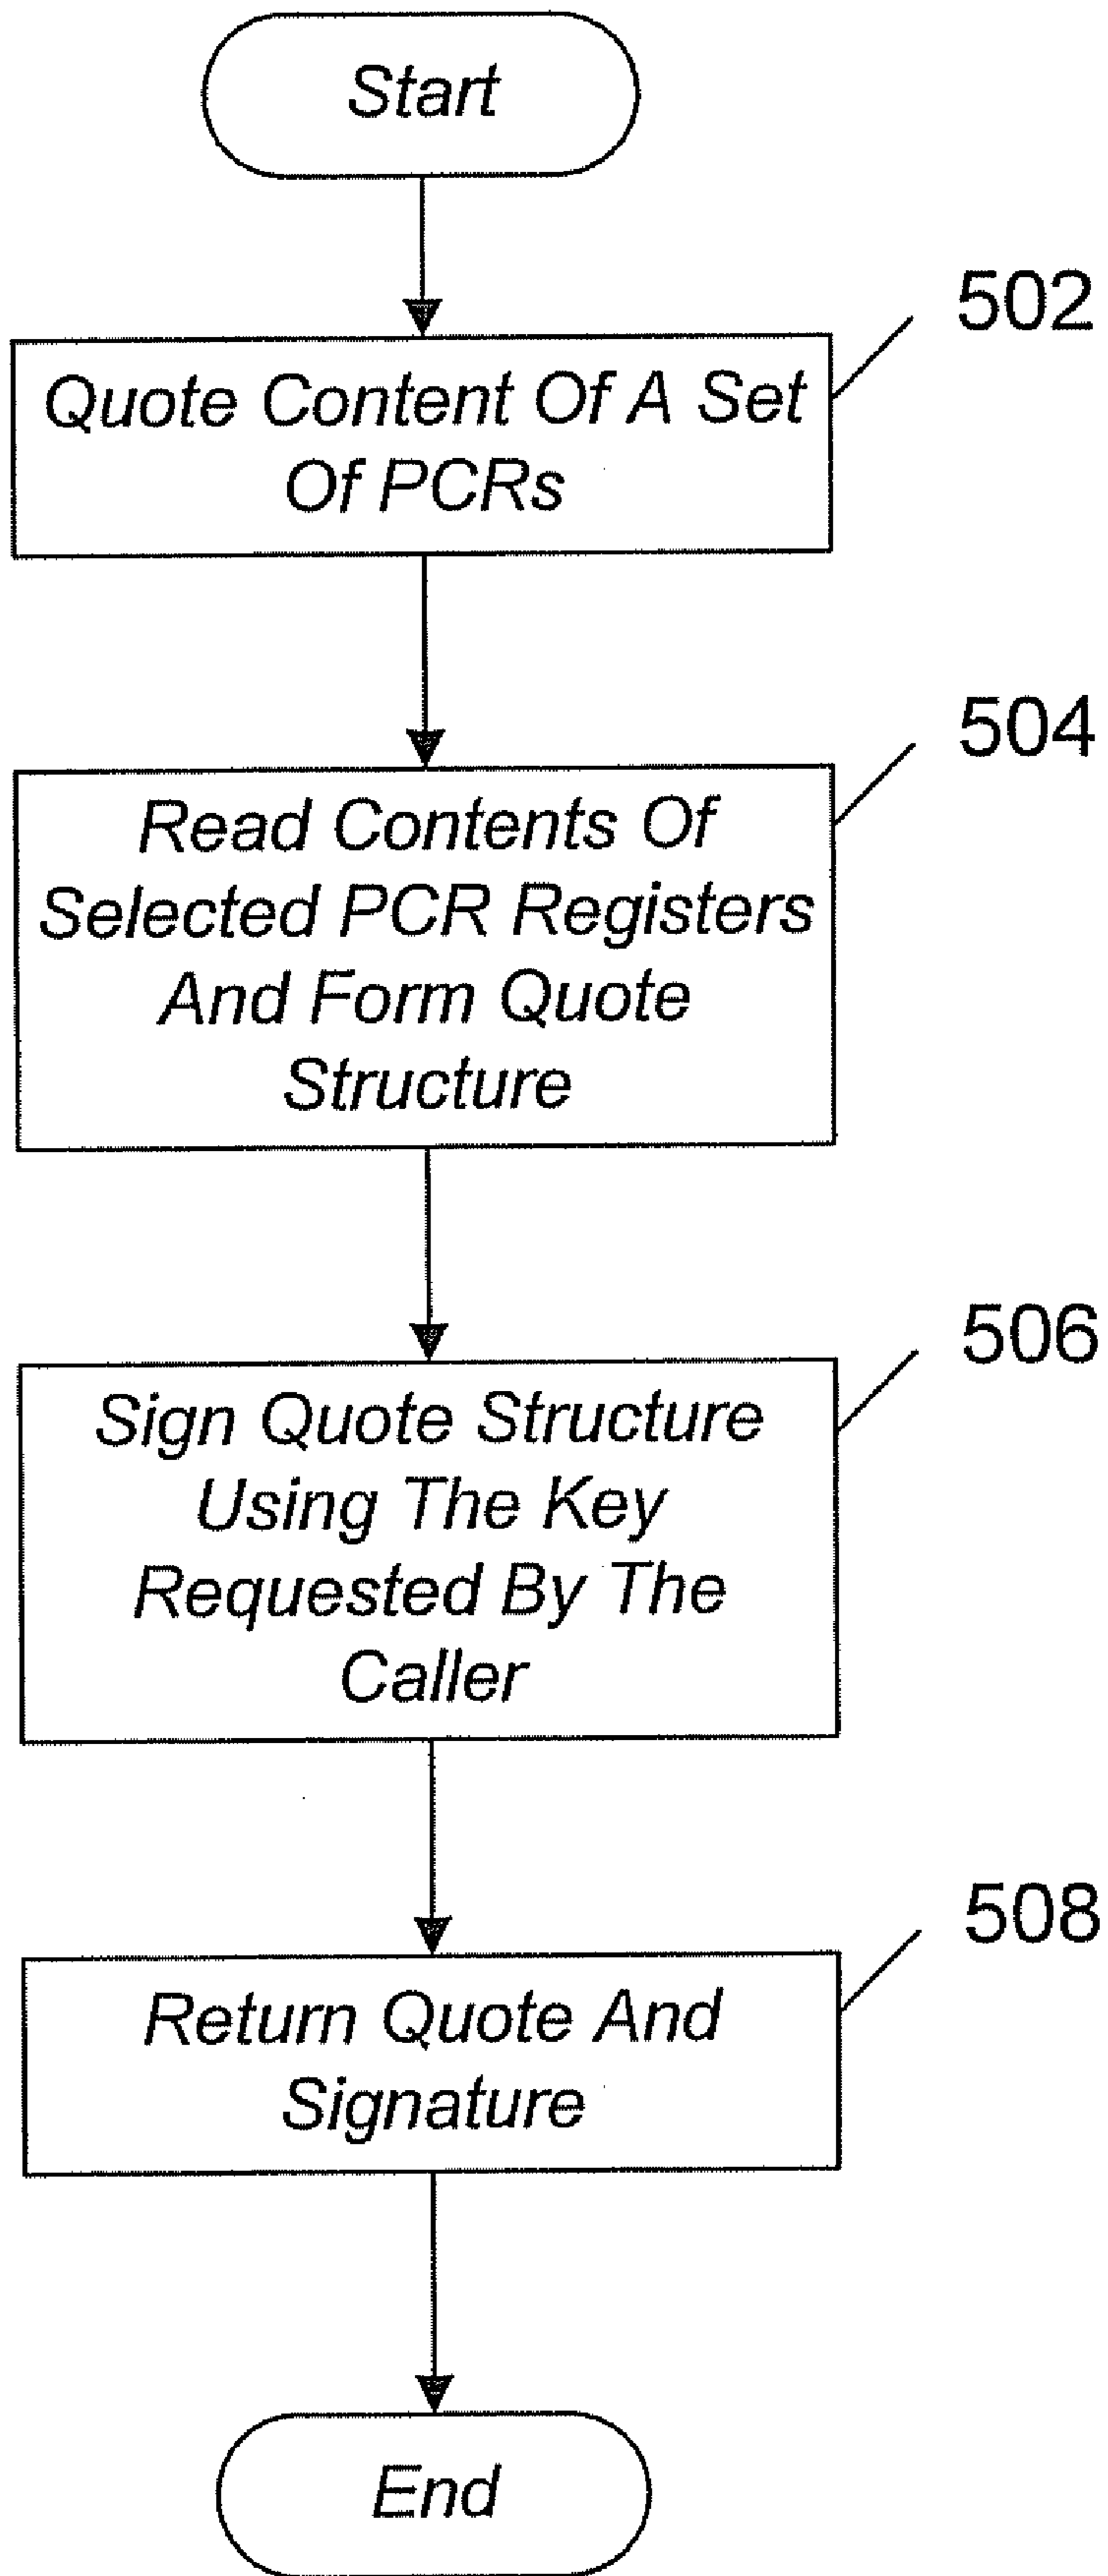 Start
502
Quote Content Of A Set
Of PCRs
504
Read Contents Of
Selected PCR Registers
And Form Quote
Structure
506
Sign Quote Structure
Using The Key
Requested By The
Caller
508
Return Quote And
Signature
End